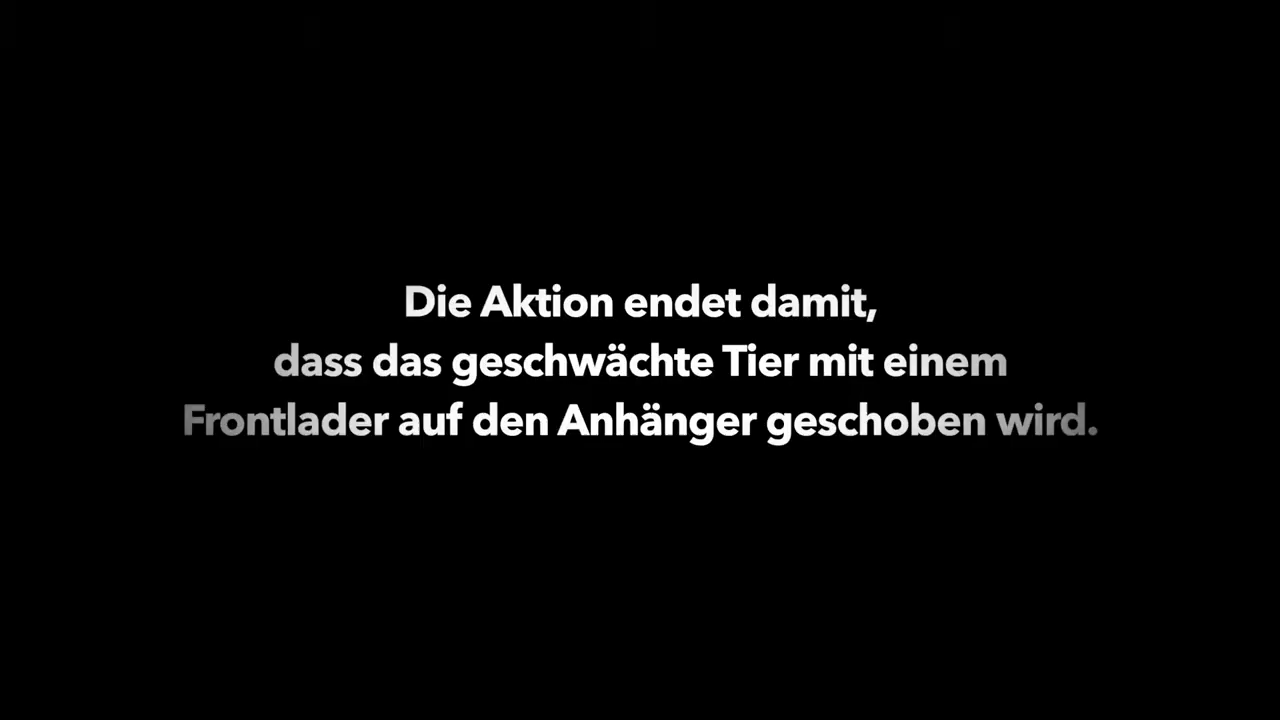 Die Aktion endet damit,
dass das geschwächte Tier mit einem
Frontlader auf den Anhänger geschoben wird.